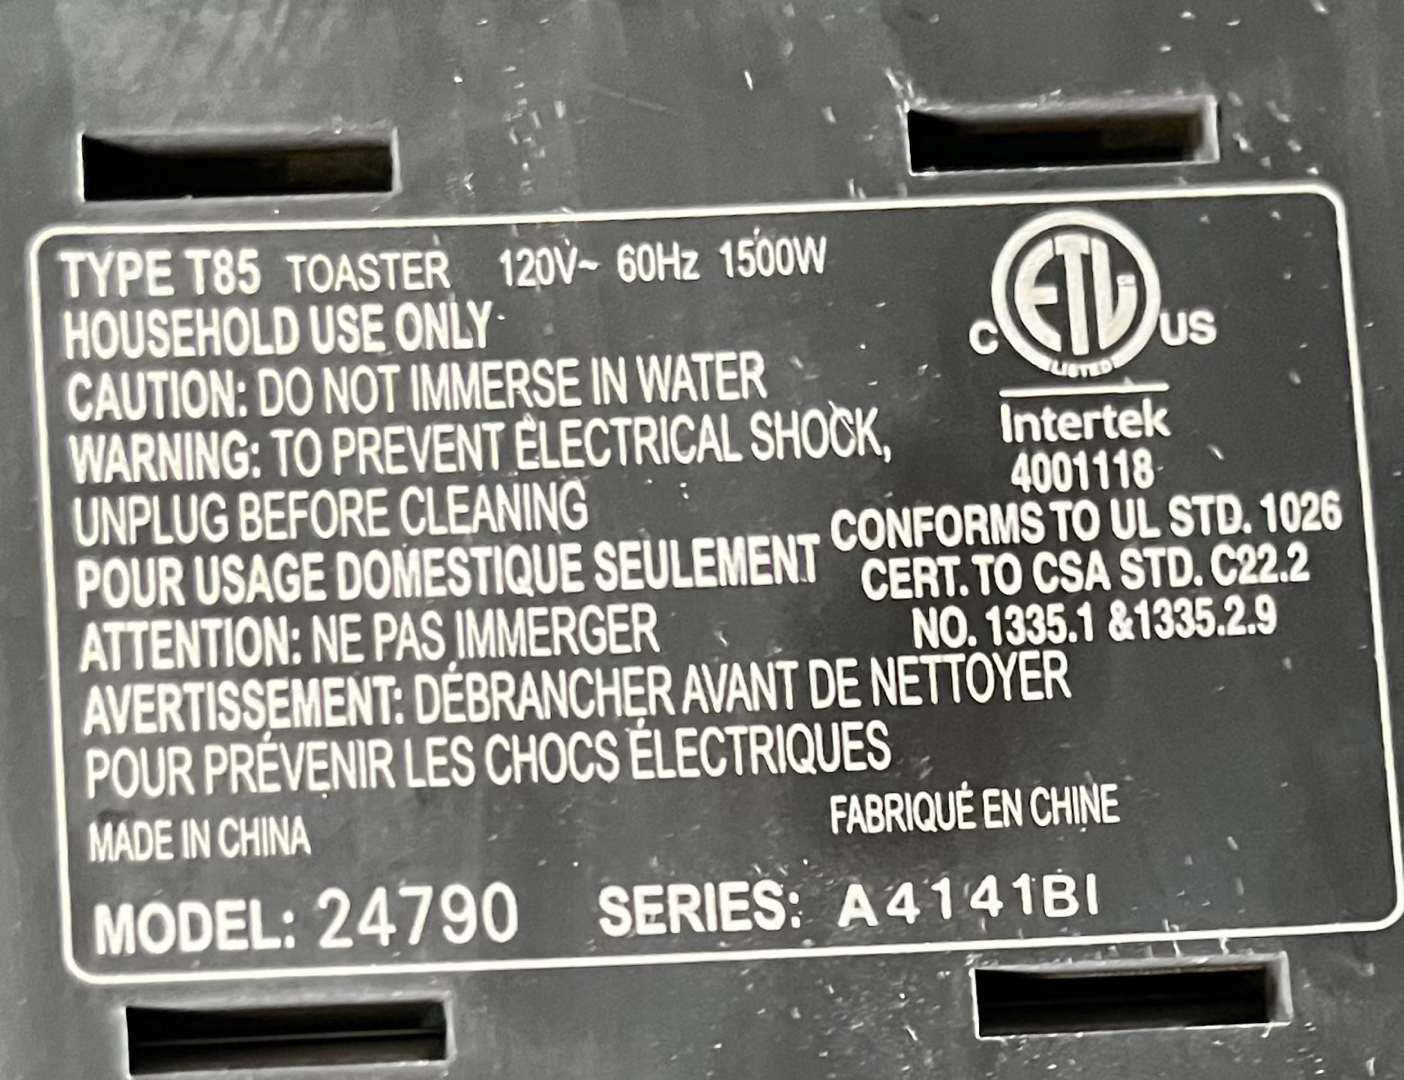 TYPE T85 TOASTER 120V~ 60Hz 1500W
HOUSEHOLD USE ONLY
CAUTION: DO NOT IMMERSE IN WATER
WARNING: TO PREVENT ELECTRICAL SHOCK,
UNPLUG BEFORE CLEANING
POUR USAGE DOMESTIQUE SEULEMENT
ATTENTION: NE PAS IMMERGER
AVERTISSEMENT: DÉBRANCHER AVANT DE NETTOYER
POUR PRÉVENIR LES CHOCS ÉLECTRIQUES
MADE IN CHINA
FABRIQUÉ EN CHINE
MODEL: 24790 SERIES: A4141BI
ETL
C US
LISTED
Intertek
4001118
CONFORMS TO UL STD. 1026
CERT. TO CSA STD. C22.2
NO. 1335.1 &1335.2.9